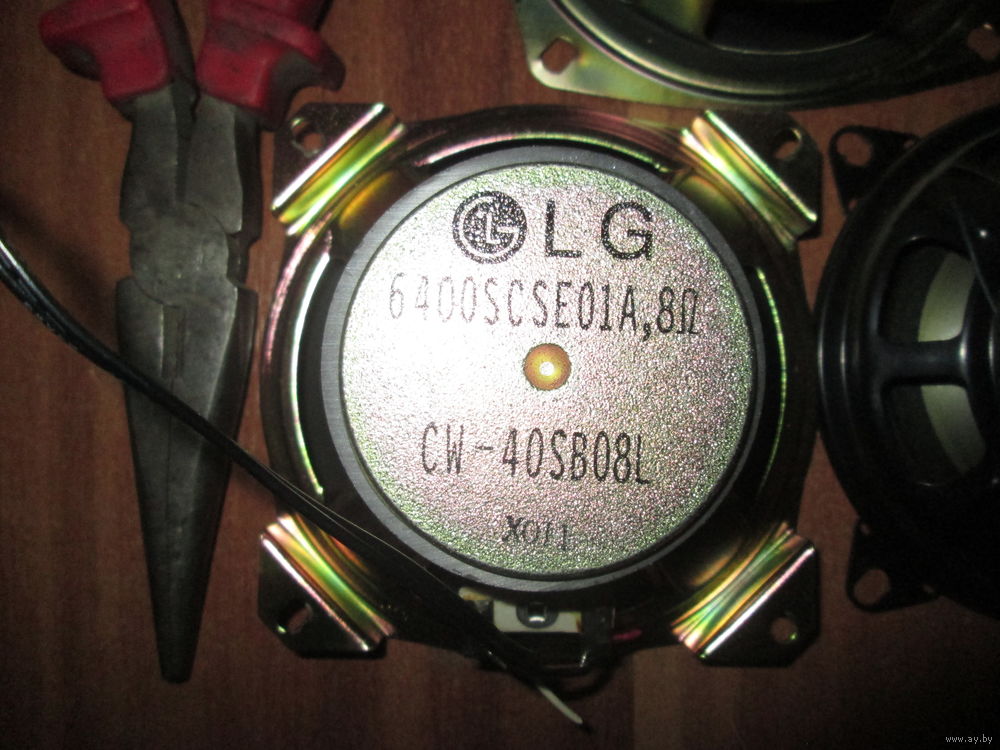 LG
6400SCSE01A,8Ω
CW-40SB08L
X011
www.ay.by